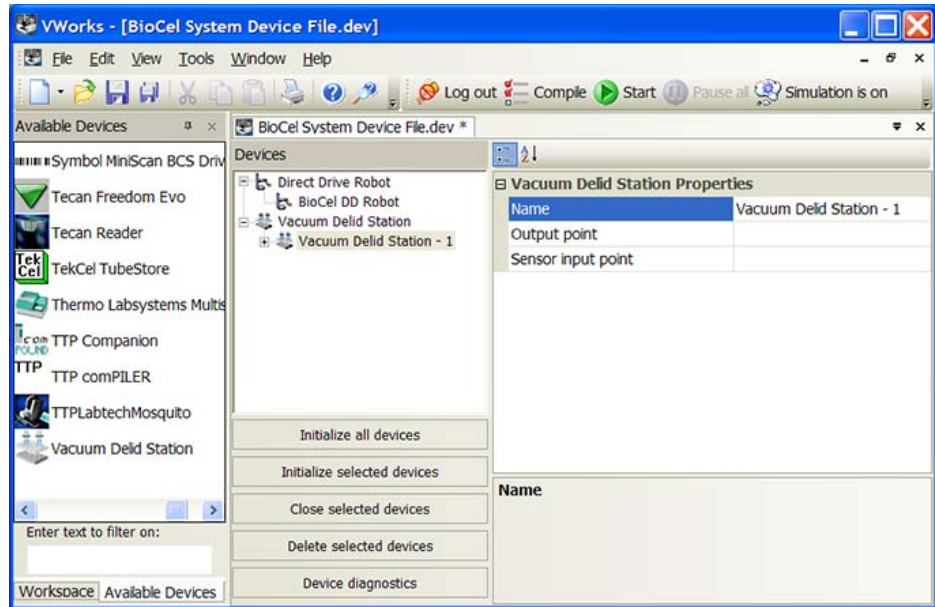 VWorks - [BioCel System Device File.dev]
File Edit View Tools Window Help
Log out Compile Start Pause all Simulation is on
Available Devices
BioCel System Device File.dev *
Symbol MiniScan BCS Driv
Tecan Freedom Evo
Tecan Reader
Tek Cel TekCel TubeStore
Thermo Labsystems Multis
TTP Companion
TTP TTP comPILER
TTPLabtechMosquito
Vacuum Delid Station
Enter text to filter on:
Workspace Available Devices
Devices
Direct Drive Robot
BioCel DD Robot
Vacuum Delid Station
Vacuum Delid Station - 1
Initialize all devices
Initialize selected devices
Close selected devices
Delete selected devices
Device diagnostics
Vacuum Delid Station Properties
Name Vacuum Delid Station - 1
Output point
Sensor input point
Name